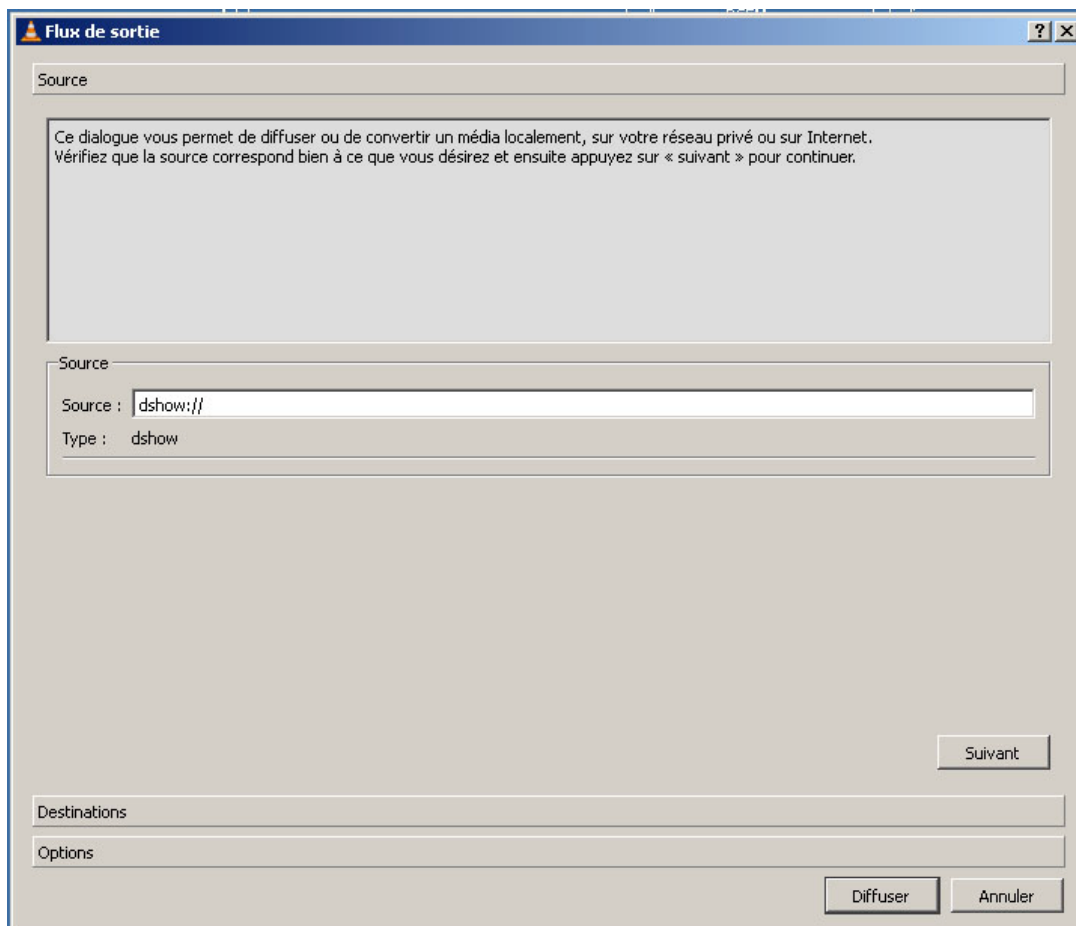 Flux de sortie
Source
Ce dialogue vous permet de diffuser ou de convertir un média localement, sur votre réseau privé ou sur Internet.
Vérifiez que la source correspond bien à ce que vous désirez et ensuite appuyez sur « suivant » pour continuer.
Source
Source : dshow://
Type : dshow
Suivant
Destinations
Options
Diffuser Annuler